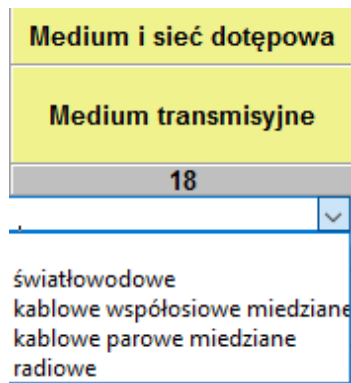 Medium i sieć dotępowa
Medium transmisyjne
18
światłowodowe
kablowe współosiowe miedziane
kablowe parowe miedziane
radiowe